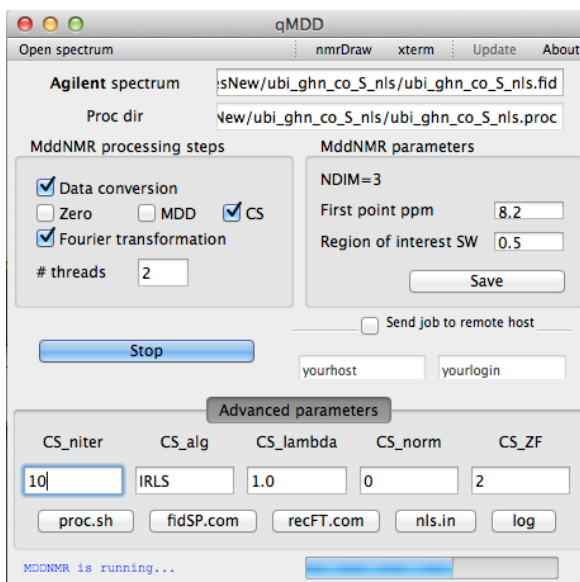 qMDD
Open spectrum nmrDraw xterm Update About
Agilent spectrum sNew/ubi_ghn_co_S_nls/ubi_ghn_co_S_nls.fid
Proc dir New/ubi_ghn_co_S_nls/ubi_ghn_co_S_nls.proc
MddNMR processing steps MddNMR parameters
Data conversion NDIM=3
Zero MDD CS First point ppm 8.2
Fourier transformation Region of interest SW 0.5
# threads 2 Save
Send job to remote host
Stop
yourhost yourlogin
Advanced parameters
CS_niter CS_alg CS_lambda CS_norm CS_ZF
10 IRLS 1.0 0 2
proc.sh fidSP.com recFT.com nls.in log
MDDNMR is running...